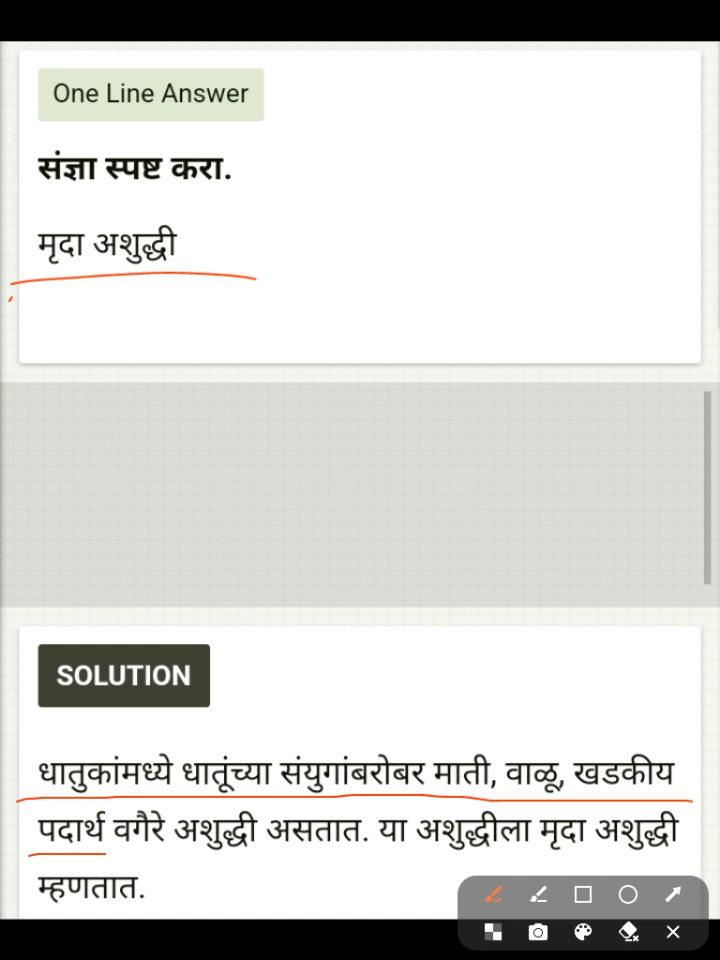 One Line Answer
संज्ञा स्पष्ट करा.
मृदा अशुद्धी
SOLUTION
धातुकांमध्ये धातूंच्या संयुगांबरोबर माती, वाळू, खडकीय
पदार्थ वगैरे अशुद्धी असतात. या अशुद्धीला मृदा अशुद्धी
म्हणतात.